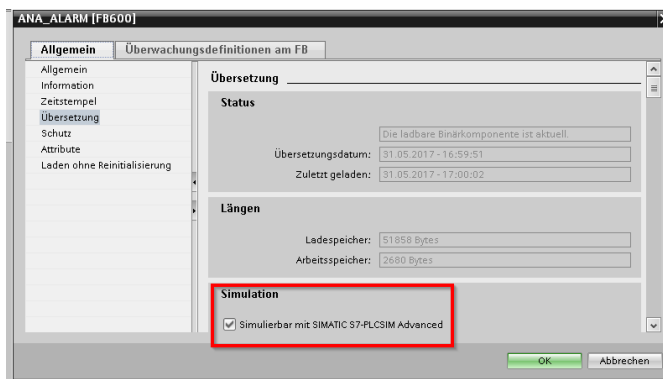 ANA_ALARM [FB600]
Allgemein
Überwachungsdefinitionen am FB
Allgemein
Information
Zeitstempel
Übersetzung
Schutz
Attribute
Laden ohne Reinitialisierung
Übersetzung
Status
Die ladbare Binärkomponente ist aktuell.
Übersetzungsdatum: 31.05.2017 - 16:59:51
Zuletzt geladen: 31.05.2017 - 17:00:02
Längen
Ladespeicher: 51858 Bytes
Arbeitsspeicher: 2680 Bytes
Simulation
Simulierbar mit SIMATIC S7-PLCSIM Advanced
OK Abbrechen